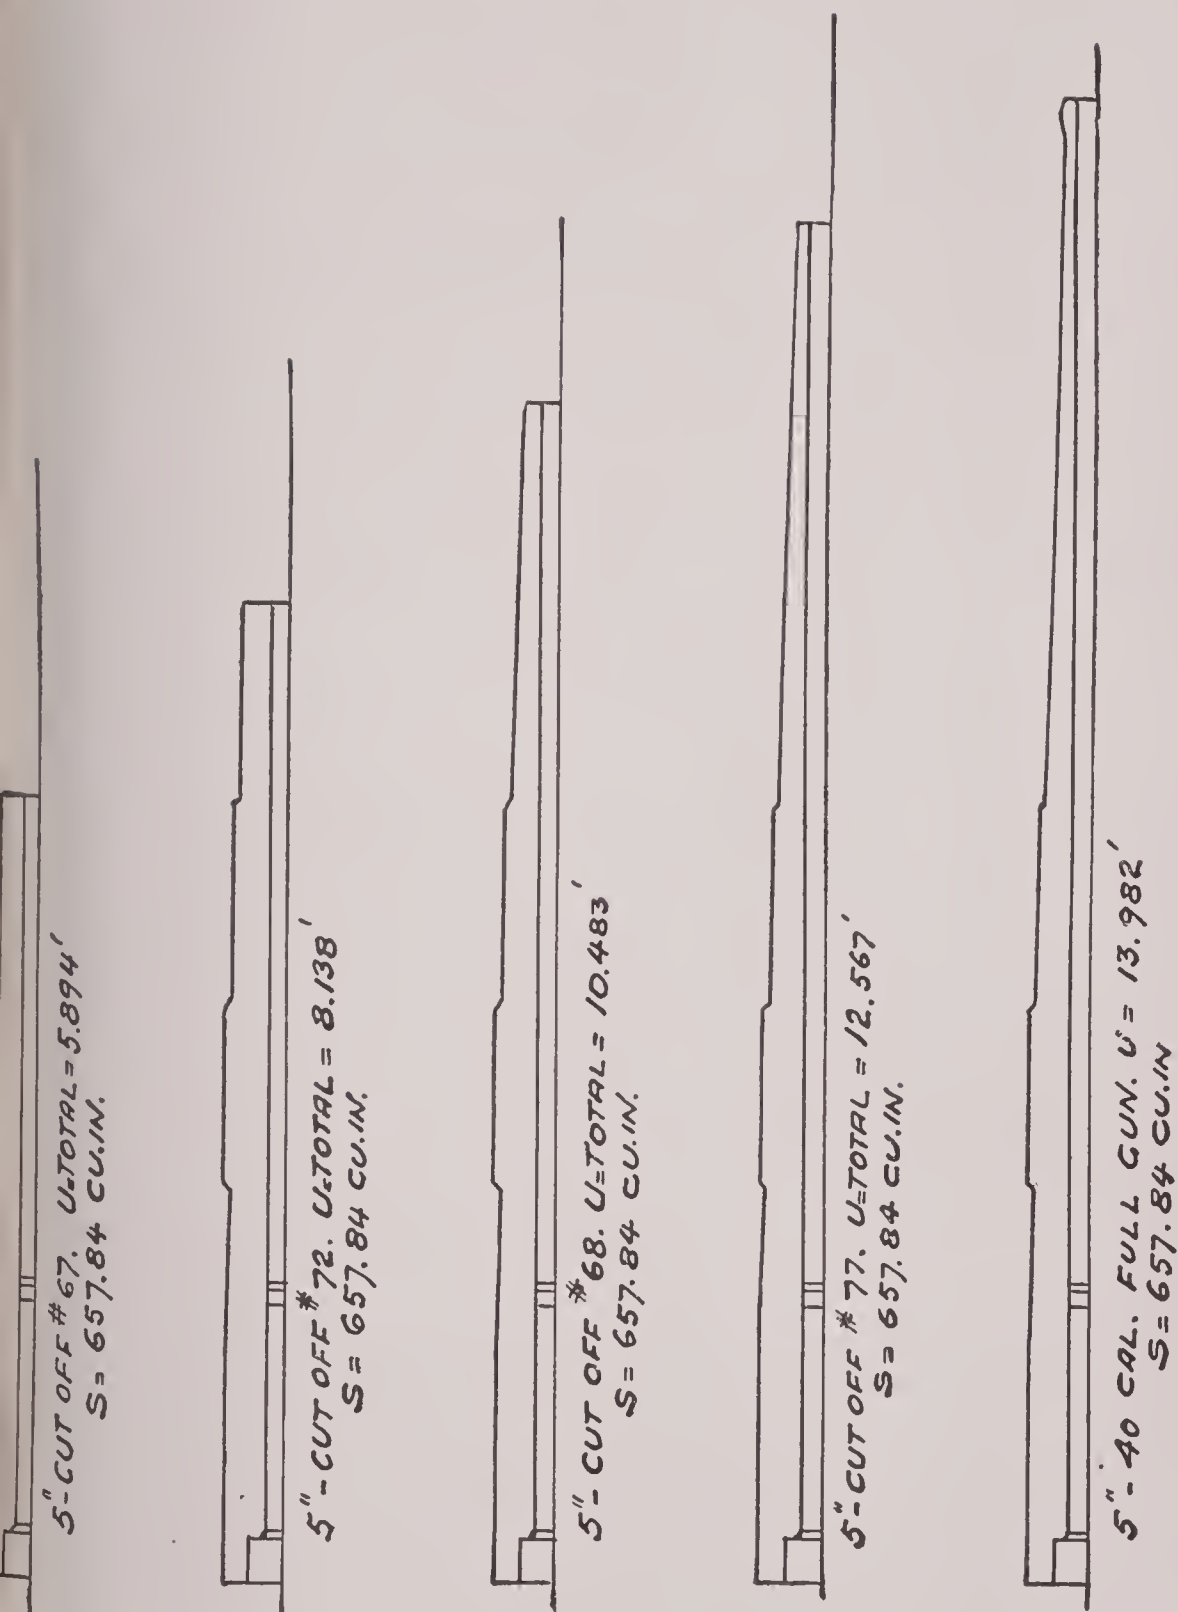 5"-CUT OFF #67. U=TOTAL=5.894'
S= 657.84 CU.IN.
5"-CUT OFF #72. U=TOTAL = 8.138'
S= 657.84 CU.IN.
5"- CUT OFF #68. U=TOTAL= 10.483'
S= 657.84 CU.IN.
5"-CUT OFF #77. U=TOTAL =12.567'
S= 657.84 CU.IN.
5"- 40 CAL. FULL GUN. U = 13.982'
S= 657.84 CU.IN